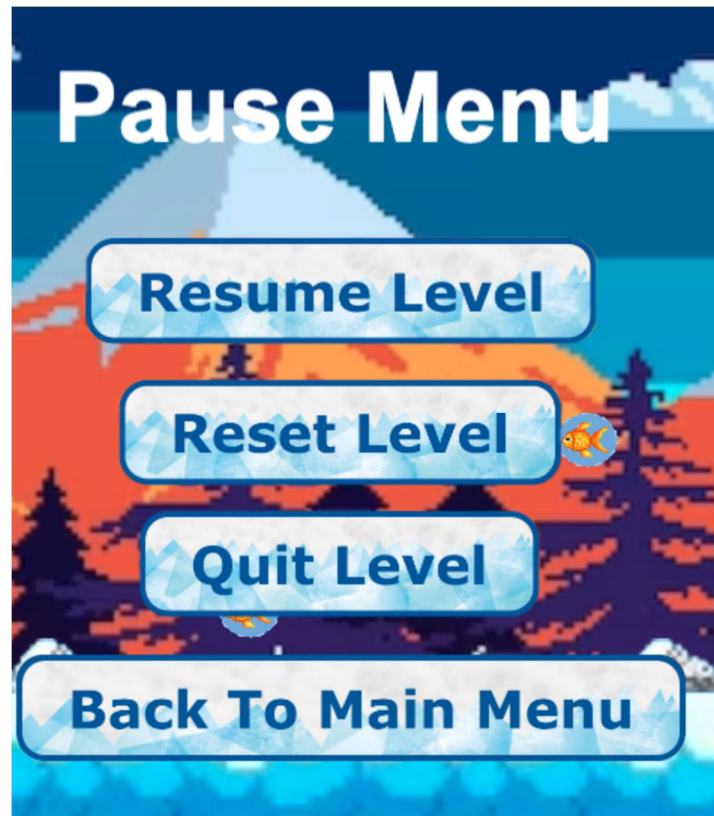 Pause Menu
Resume Level
Reset Level
Quit Level
Back To Main Menu